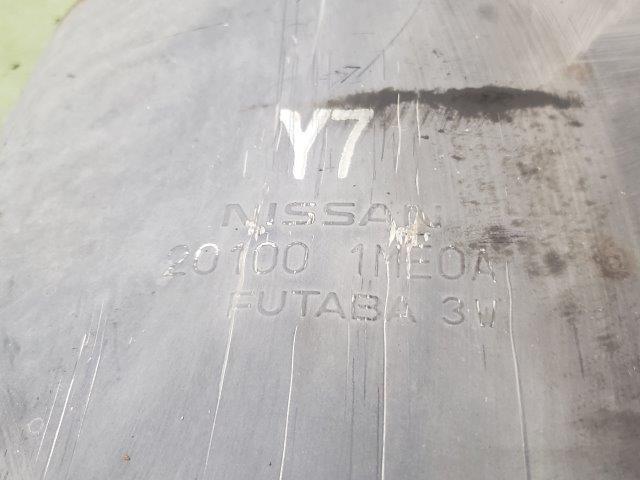 Y7
NISSAN
20100 1ME0A
FUTABA 3W